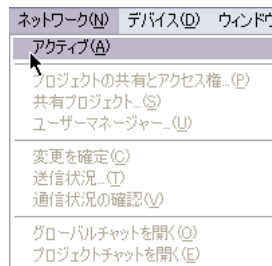 ネットワーク(N) デバイス(D) ウィンドウ
アクティブ(A)
プロジェクトの共有とアクセス権...(P)
共有プロジェクト...(S)
ユーザーマネージャー...(U)
変更を確定(C)
送信状況...(T)
通信状況の確認(V)
グローバルチャットを開く(O)
プロジェクトチャットを開く(E)